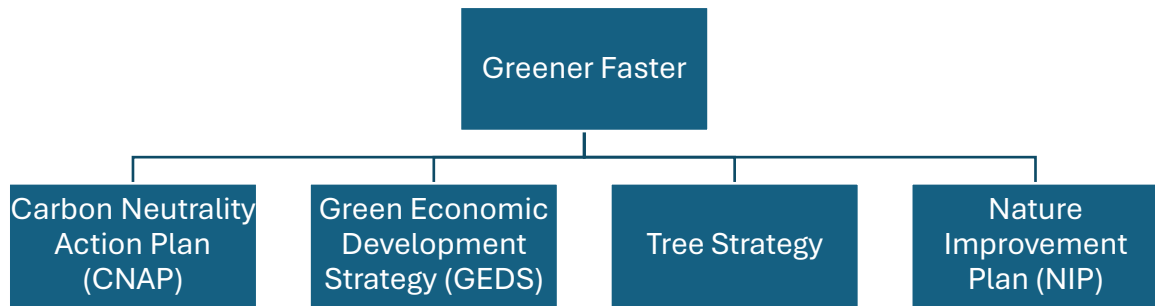 Greener Faster
Carbon Neutrality
Action Plan
(CNAP)
Green Economic
Development
Strategy (GEDS)
Tree Strategy
Nature
Improvement
Plan (NIP)